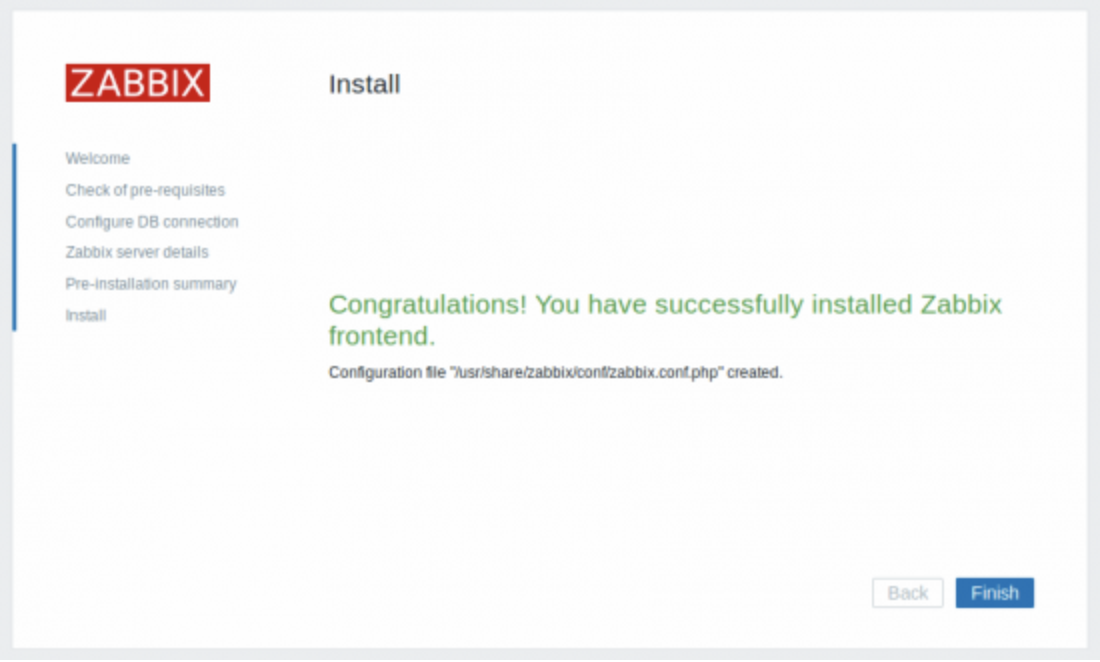 ZABBIX
Install
Welcome
Check of pre-requisites
Configure DB connection
Zabbix server details
Pre-installation summary
Install
Congratulations! You have successfully installed Zabbix
frontend.
Configuration file "/usr/share/zabbix/conf/zabbix.conf.php" created.
Back
Finish